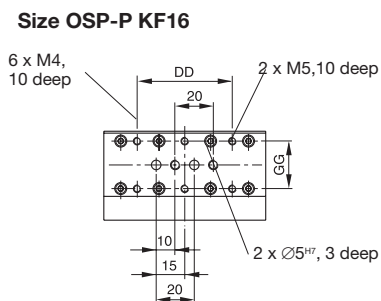 Size OSP-P KF16
6 x M4,
10 deep
DD
2 x M5,10 deep
20
GG
10
2 x ∅5ᴴ⁷, 3 deep
15
20